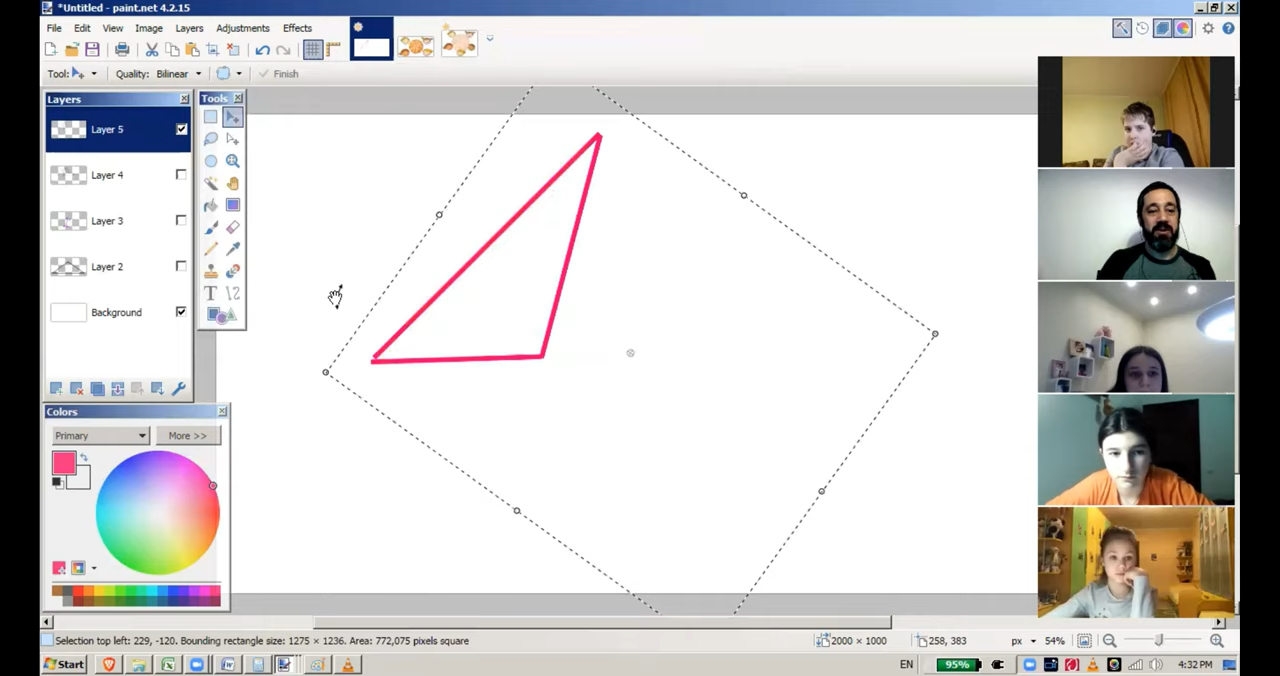 *Untitled - paint.net 4.2.15
File Edit View Image Layers Adjustments Effects
Tool: Quality: Bilinear Finish
Layers
Tools
Layer 5
Layer 4
Layer 3
Layer 2
Background
Colors
Primary
More >>
Selection top left: 229, -120. Bounding rectangle size: 1275 × 1236. Area: 772,075 pixels square
2000 × 1000
258, 383
px
54%
Start
EN
95%
4:32 PM